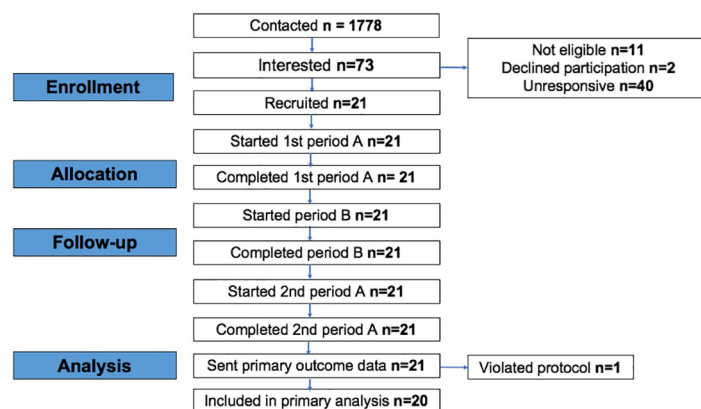 Contacted n = 1778
Interested n=73
Not eligible n=11
Declined participation n=2
Unresponsive n=40
Enrollment
Recruited n=21
Started 1st period A n=21
Allocation
Completed 1st period A n= 21
Started period B n=21
Follow-up
Completed period B n=21
Started 2nd period A n=21
Completed 2nd period A n=21
Analysis
Sent primary outcome data n=21
Violated protocol n=1
Included in primary analysis n=20